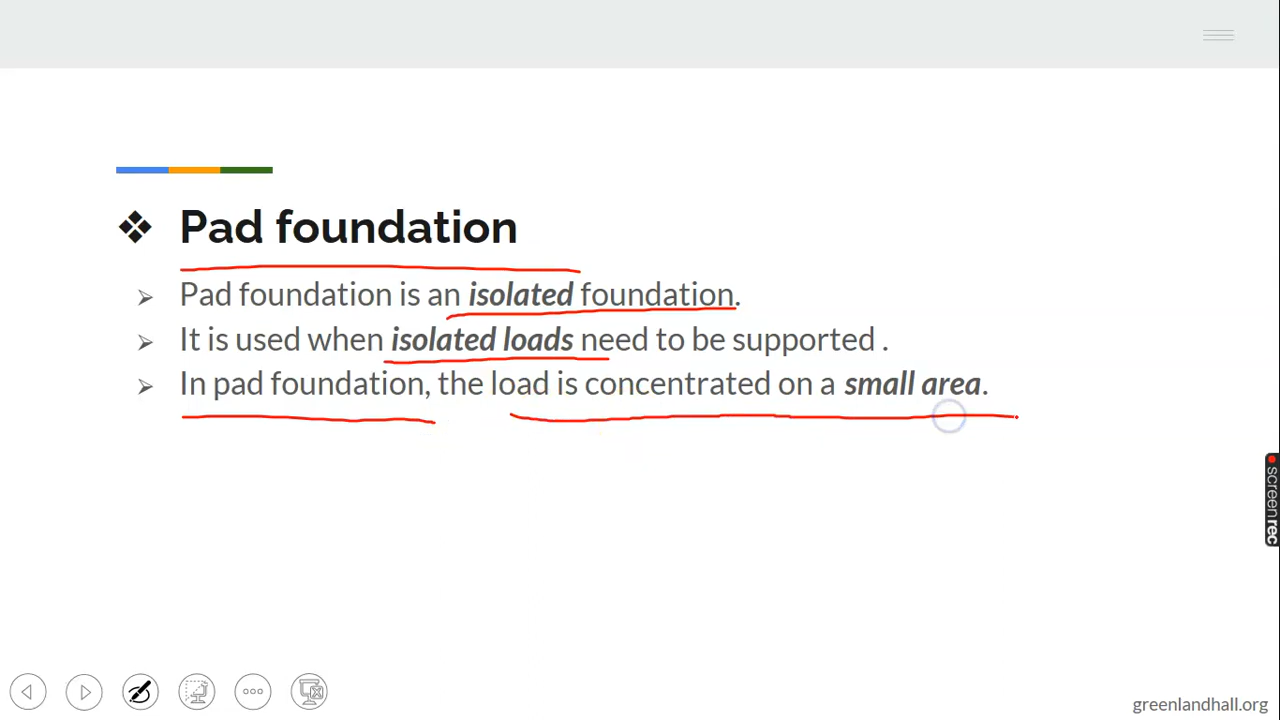 ❖ Pad foundation
➢ Pad foundation is an isolated foundation.
➢ It is used when isolated loads need to be supported .
➢ In pad foundation, the load is concentrated on a small area.
screenrec
greenlandhall.org